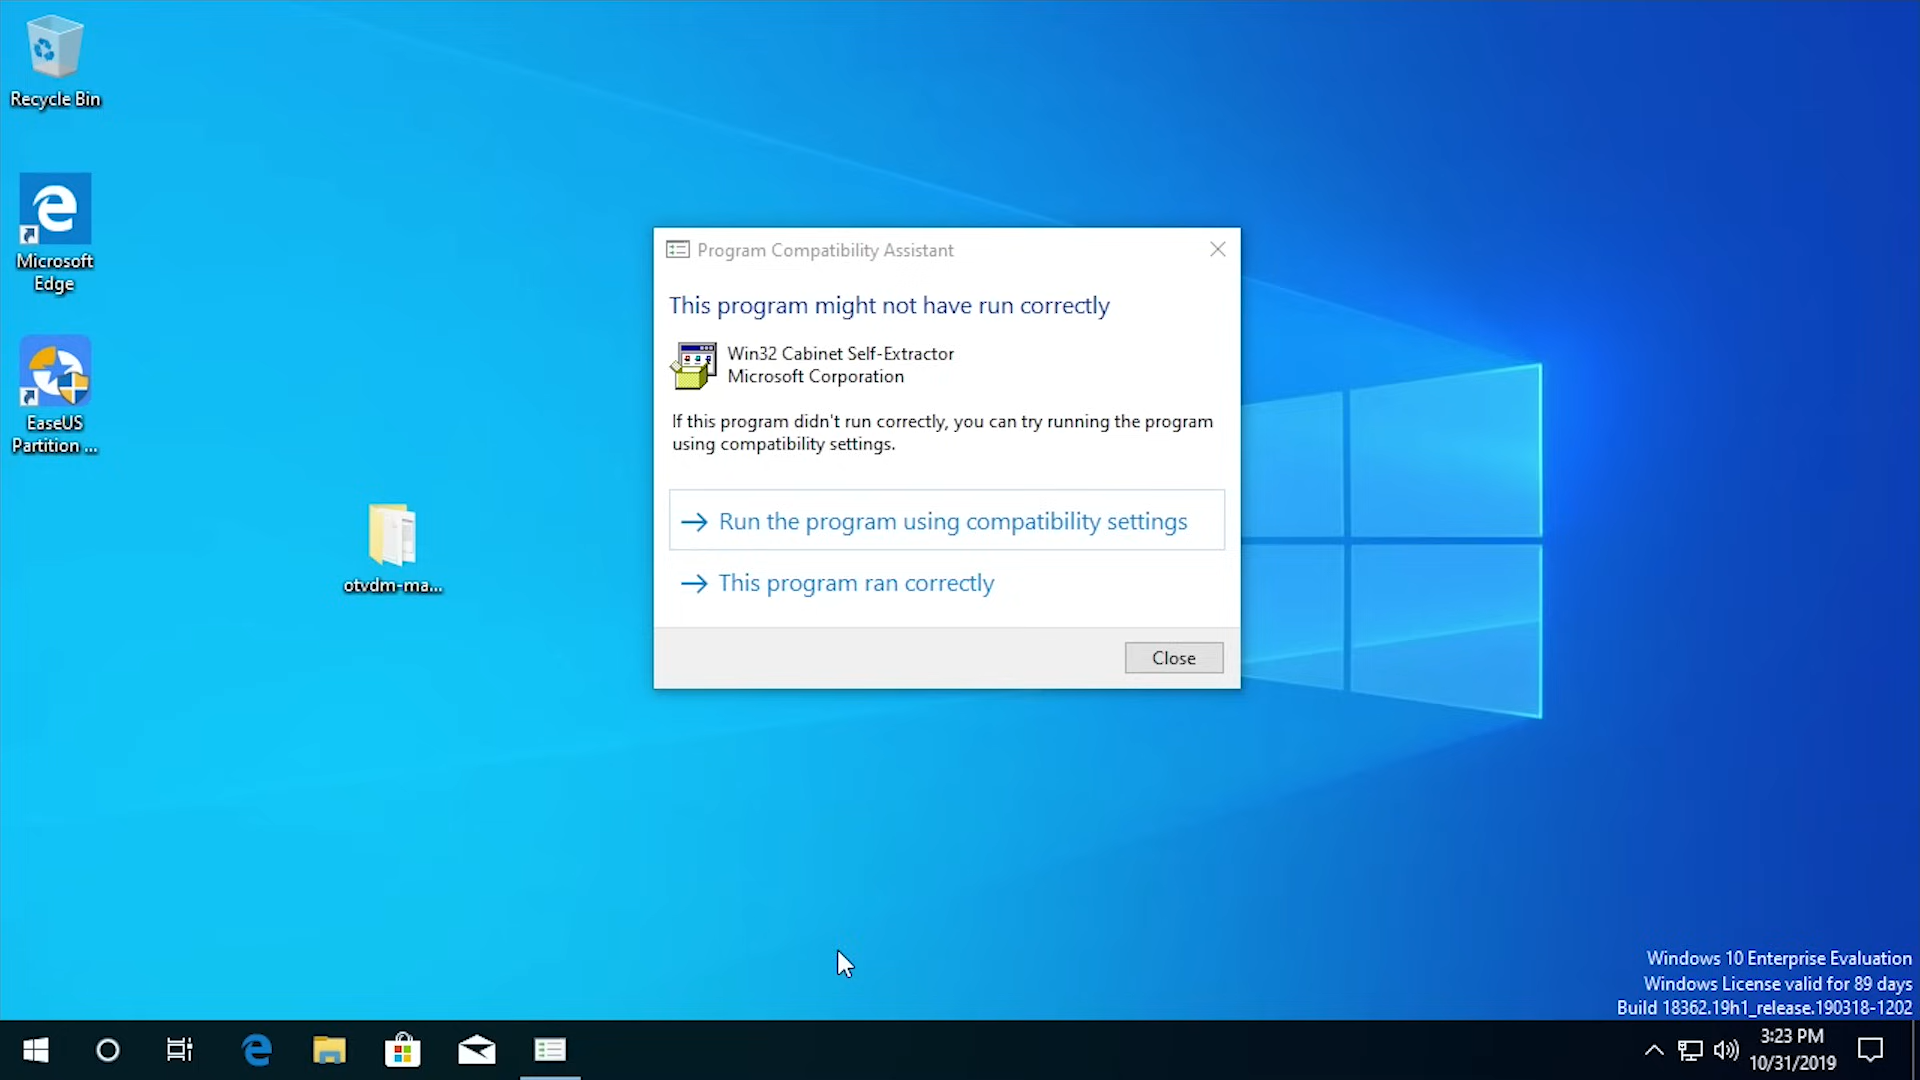 Recycle Bin
Microsoft
Edge
EaseUS
Partition ...
otvdm-ma...
Program Compatibility Assistant
This program might not have run correctly
Win32 Cabinet Self-Extractor
Microsoft Corporation
If this program didn't run correctly, you can try running the program
using compatibility settings.
Run the program using compatibility settings
This program ran correctly
Close
Windows 10 Enterprise Evaluation
Windows License valid for 89 days
Build 18362.19h1_release.190318-1202
3:23 PM
10/31/2019